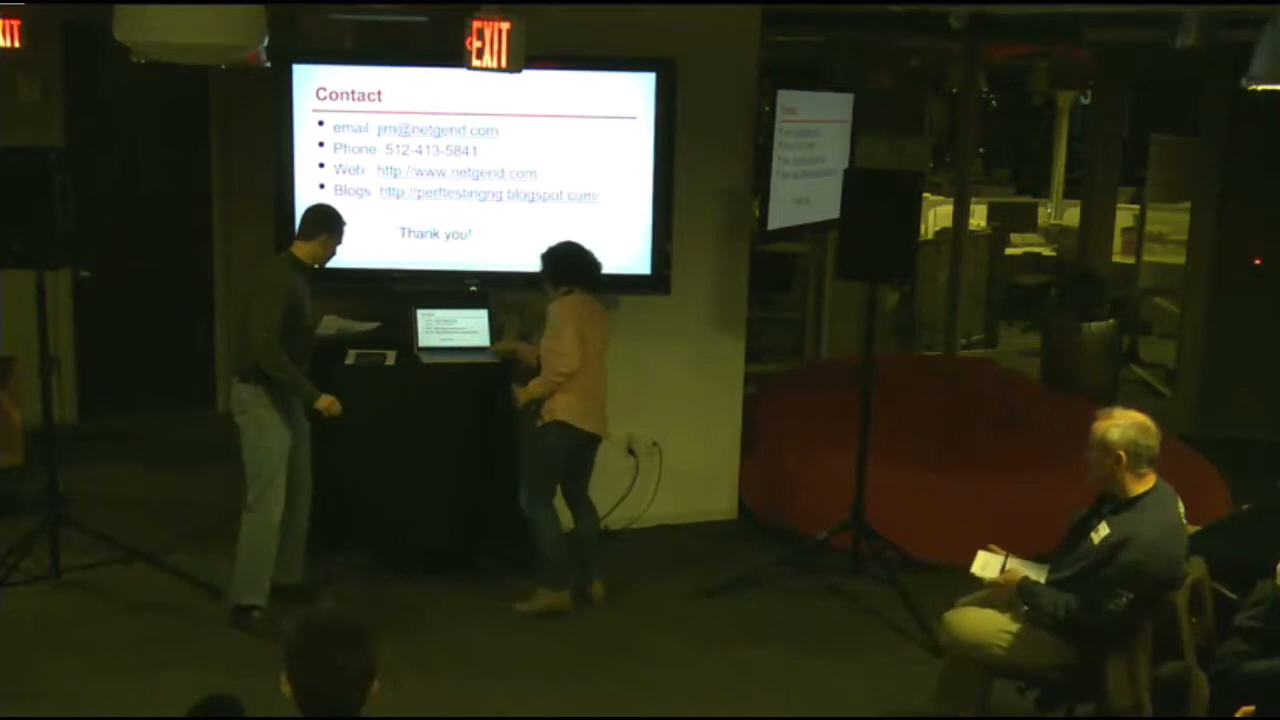 XIT
EXIT
Contact
email jim@netgend.com
Phone 512-413-5841
Web http://www.netgend.com
Blogs http://perftestingng.blogspot.com/
Thank you!